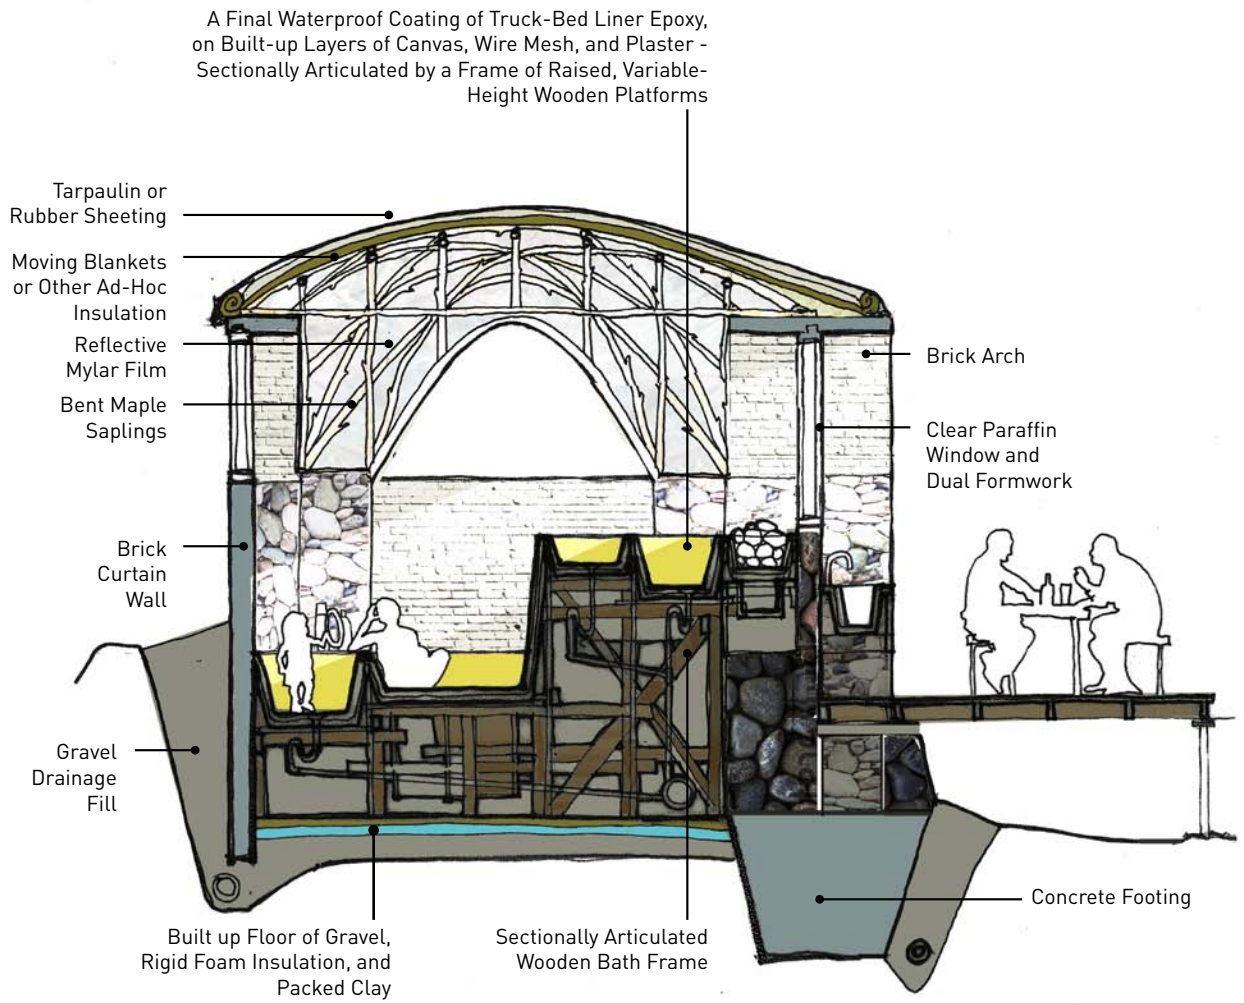 A Final Waterproof Coating of Truck-Bed Liner Epoxy,
on Built-up Layers of Canvas, Wire Mesh, and Plaster -
Sectionally Articulated by a Frame of Raised, Variable-
Height Wooden Platforms
Tarpaulin or
Rubber Sheeting
Moving Blankets
or Other Ad-Hoc
Insulation
Reflective
Mylar Film
Bent Maple
Saplings
Brick Arch
Clear Paraffin
Window and
Dual Formwork
Brick
Curtain
Wall
Gravel
Drainage
Fill
Concrete Footing
Built up Floor of Gravel,
Rigid Foam Insulation, and
Packed Clay
Sectionally Articulated
Wooden Bath Frame